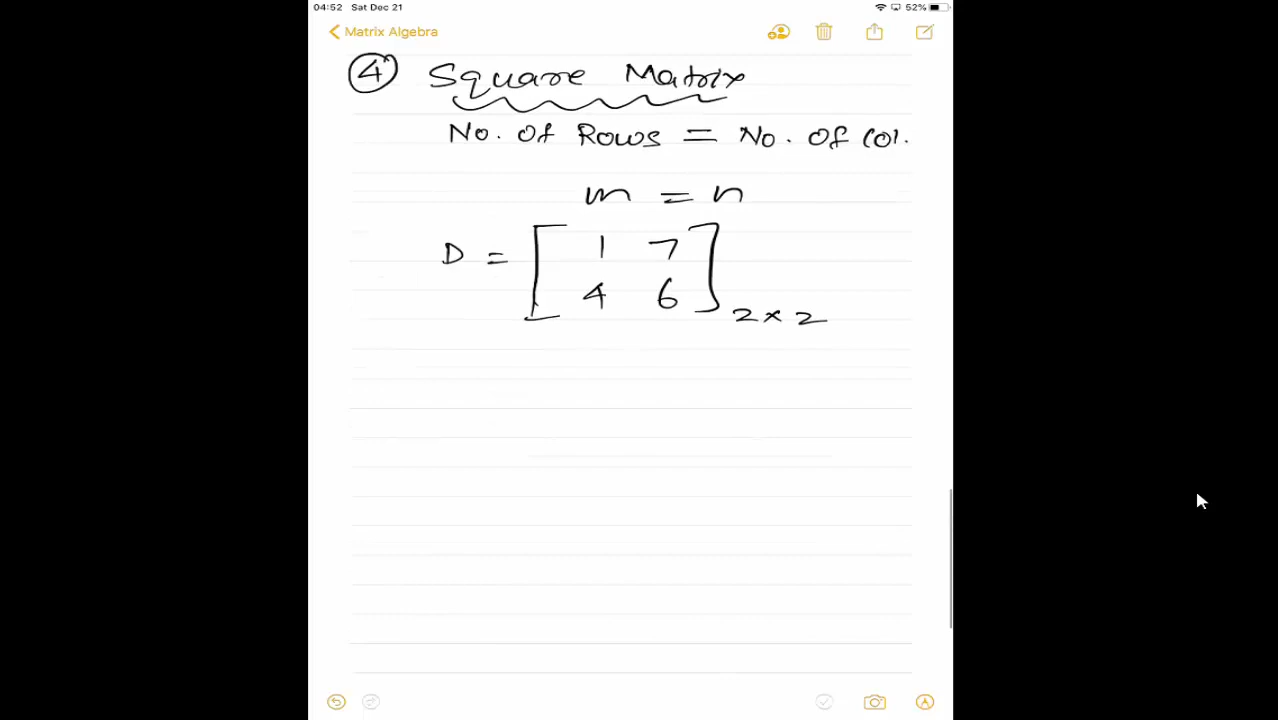 04:52 Sat Dec 21 52%
Matrix Algebra
4 Square Matrix
No. of Rows = No. of Col.
m = n
D = [ 1 7
4 6 ] 2×2